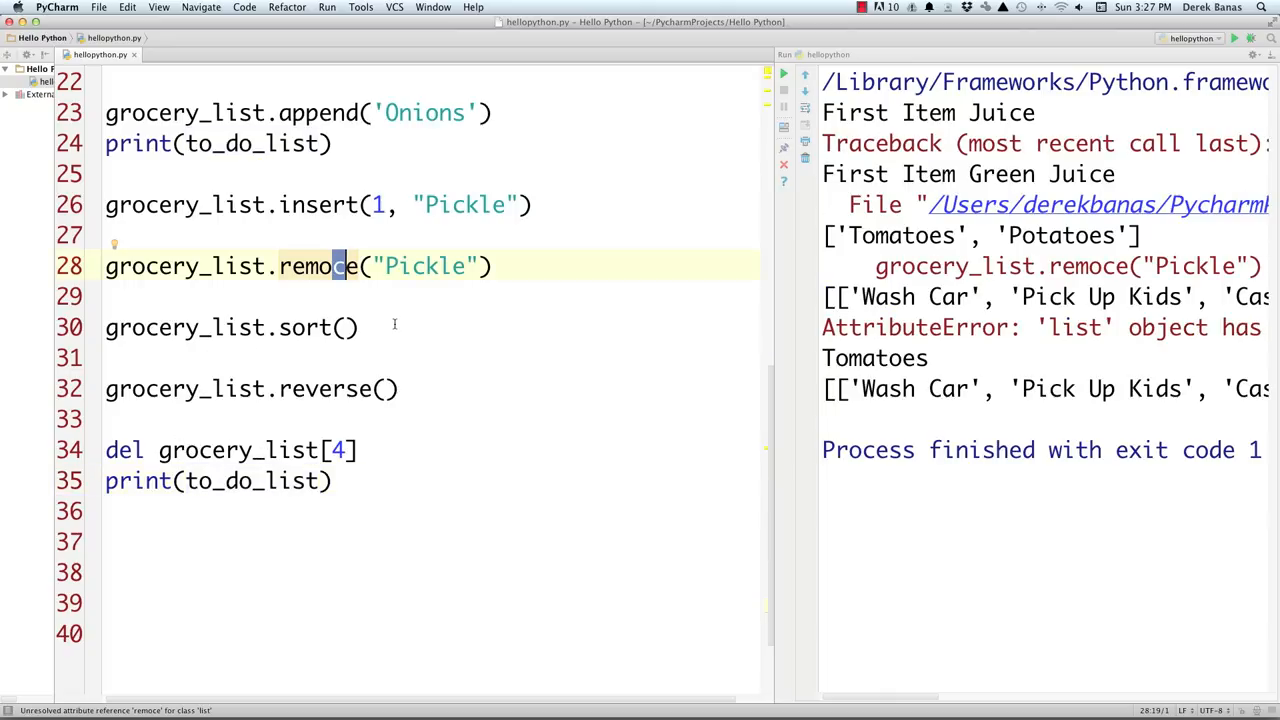 PyCharm File Edit View Navigate Code Refactor Run Tools VCS Window Help
10 Sun 3:27 PM Derek Banas
hellopython.py - Hello Python - [~/PycharmProjects/Hello Python]
Hello Python hellopython.py
hellopython
hellopython.py
Run hellopython
Hello P
hell
Extern
22
23 grocery_list.append('Onions')
24 print(to_do_list)
25
26 grocery_list.insert(1, "Pickle")
27
28 grocery_list.remoce("Pickle")
29
30 grocery_list.sort()
31
32 grocery_list.reverse()
33
34 del grocery_list[4]
35 print(to_do_list)
36
37
38
39
40
/Library/Frameworks/Python.framewo
First Item Juice
Traceback (most recent call last):
First Item Green Juice
File "/Users/derekbanas/Pycharm
['Tomatoes', 'Potatoes']
grocery_list.remoce("Pickle")
[['Wash Car', 'Pick Up Kids', 'Cas
AttributeError: 'list' object has
Tomatoes
[['Wash Car', 'Pick Up Kids', 'Cas
Process finished with exit code 1
Unresolved attribute reference 'remoce' for class 'list'
28:19/1 LF UTF-8